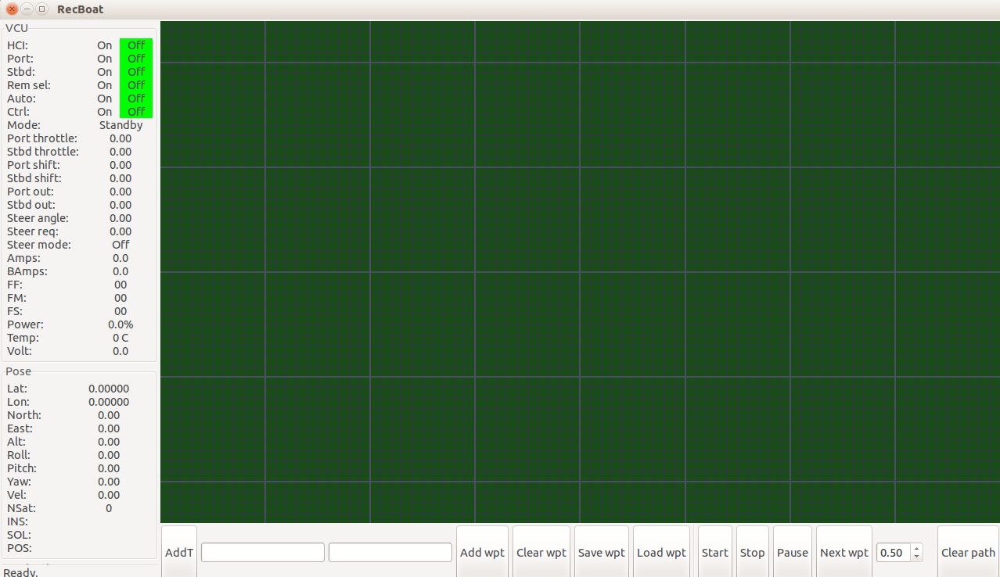 RecBoat
VCU
HCI: On Off
Port: On Off
Stbd: On Off
Rem sel: On Off
Auto: On Off
Ctrl: On Off
Mode: Standby
Port throttle: 0.00
Stbd throttle: 0.00
Port shift: 0.00
Stbd shift: 0.00
Port out: 0.00
Stbd out: 0.00
Steer angle: 0.00
Steer req: 0.00
Steer mode: Off
Amps: 0.0
BAmps: 0.0
FF: 00
FM: 00
FS: 00
Power: 0.0%
Temp: 0 C
Volt: 0.0
Pose
Lat: 0.00000
Lon: 0.00000
North: 0.00
East: 0.00
Alt: 0.00
Roll: 0.00
Pitch: 0.00
Yaw: 0.00
Vel: 0.00
NSat: 0
INS:
SOL:
POS:
AddT Add wpt Clear wpt Save wpt Load wpt Start Stop Pause Next wpt 0.50 Clear path
Ready.